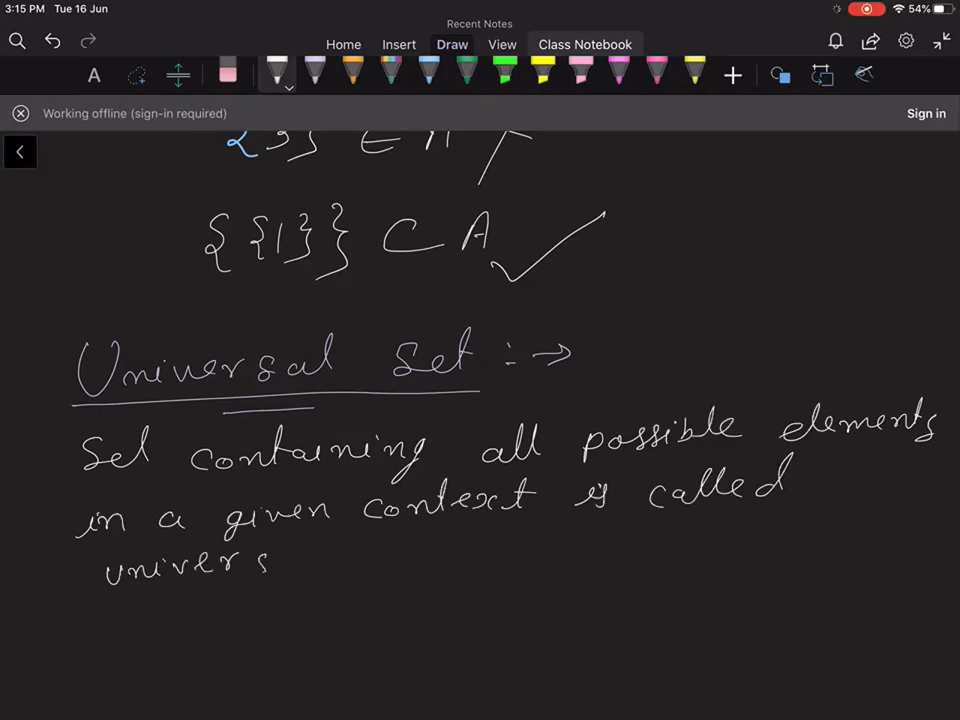 3:15 PM Tue 16 Jun
54%
Recent Notes
Home Insert Draw View Class Notebook
A
Working offline (sign-in required) Sign in
{{1}} ⊂ A ✓
Universal Set :→
Set containing all possible elements
in a given context is called
univers